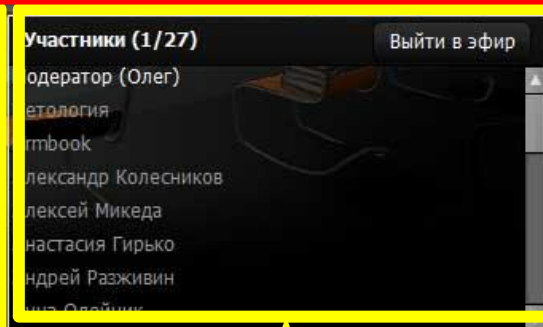 Участники (1/27)
Выйти в эфир
одератор (Олег)
етология
rmbook
лександр Колесников
лексей Микеда
настасия Гирько
ндрей Разживин